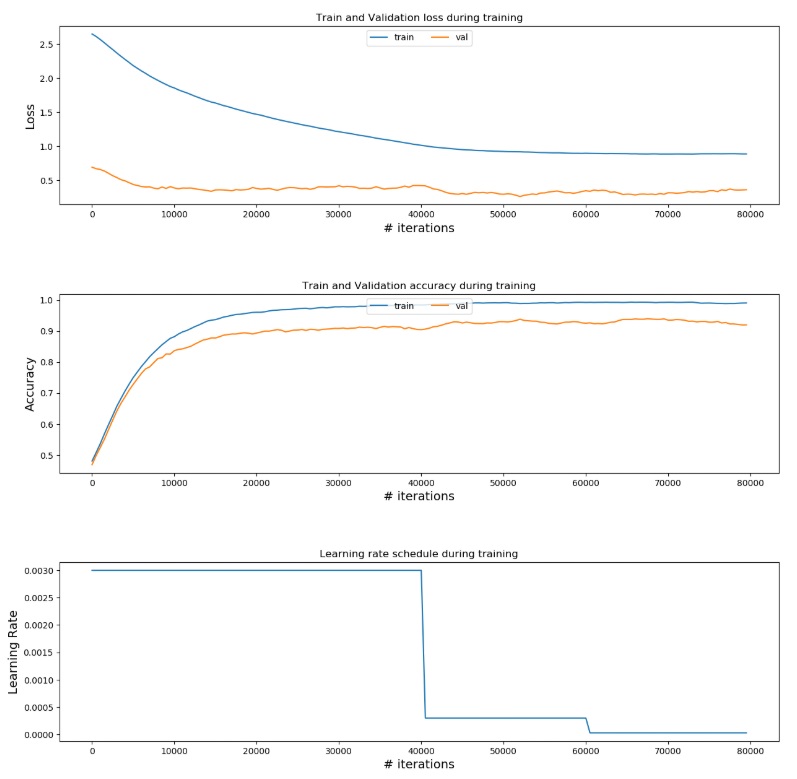 Train and Validation loss during training
train val
Loss
2.5
2.0
1.5
1.0
0.5
0 10000 20000 30000 40000 50000 60000 70000 80000
# iterations
Train and Validation accuracy during training
train val
Accuracy
1.0
0.9
0.8
0.7
0.6
0.5
0 10000 20000 30000 40000 50000 60000 70000 80000
# iterations
Learning rate schedule during training
Learning Rate
0.0030
0.0025
0.0020
0.0015
0.0010
0.0005
0.0000
0 10000 20000 30000 40000 50000 60000 70000 80000
# iterations